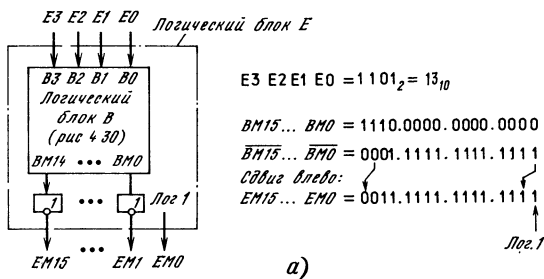 Логический блок E
E3 E2 E1 E0
B3 B2 B1 B0
Логический
блок B
(рис 4 30)
BM14 ••• BM0
1 ••• 1 Лог 1
EM15 ••• EM1 EM0
E3 E2 E1 E0 = 1101₂ = 13₁₀
BM15... BM0 = 1110.0000.0000.0000
B̅M̅1̅5̅... B̅M̅0̅ = 0001.1111.1111.1111
Сдвиг влево:
EM15 ... EM0 = 0011.1111.1111.1111
Лог.1
а)